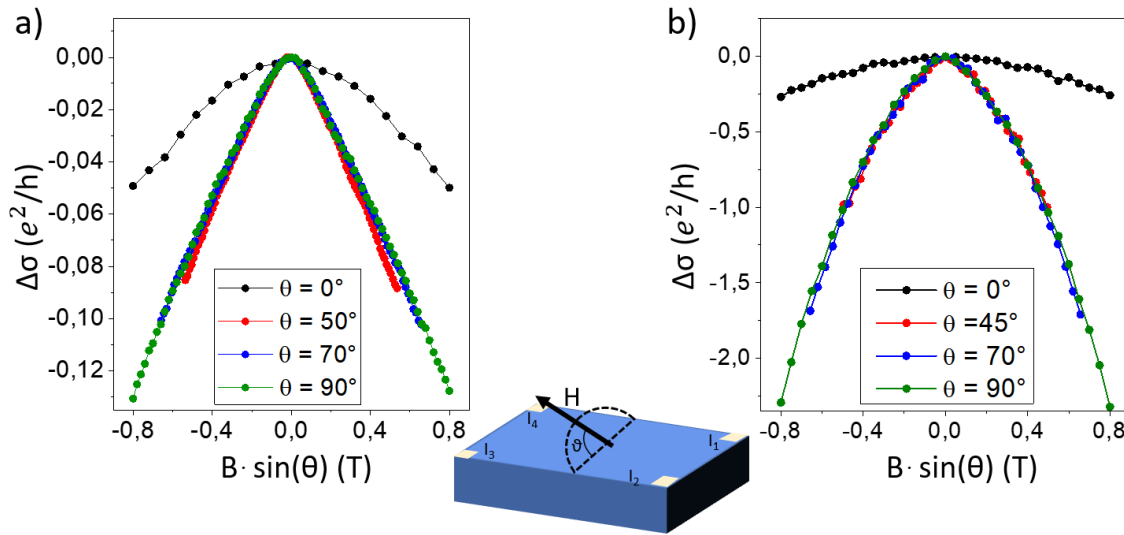 a)
0,00
-0,02
-0,04
-0,06
-0,08
-0,10
-0,12
Δσ (e²/h)
-0,8 -0,4 0,0 0,4 0,8
B· sin(θ) (T)
θ = 0°
θ = 50°
θ = 70°
θ = 90°
H
ϑ
I₄
I₁
I₃
I₂
b)
0,0
-0,5
-1,0
-1,5
-2,0
Δσ (e²/h)
-0,8 -0,4 0,0 0,4 0,8
B· sin(θ) (T)
θ = 0°
θ =45°
θ = 70°
θ = 90°